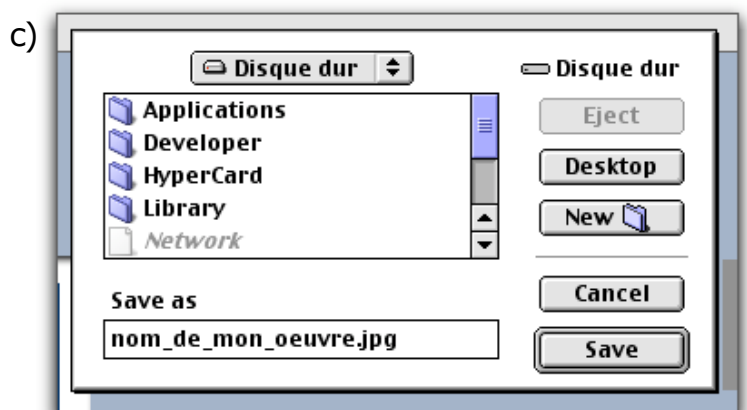 c)
Disque dur
Disque dur
Applications
Developer
HyperCard
Library
Network
Eject
Desktop
New
Save as
nom_de_mon_oeuvre.jpg
Cancel
Save